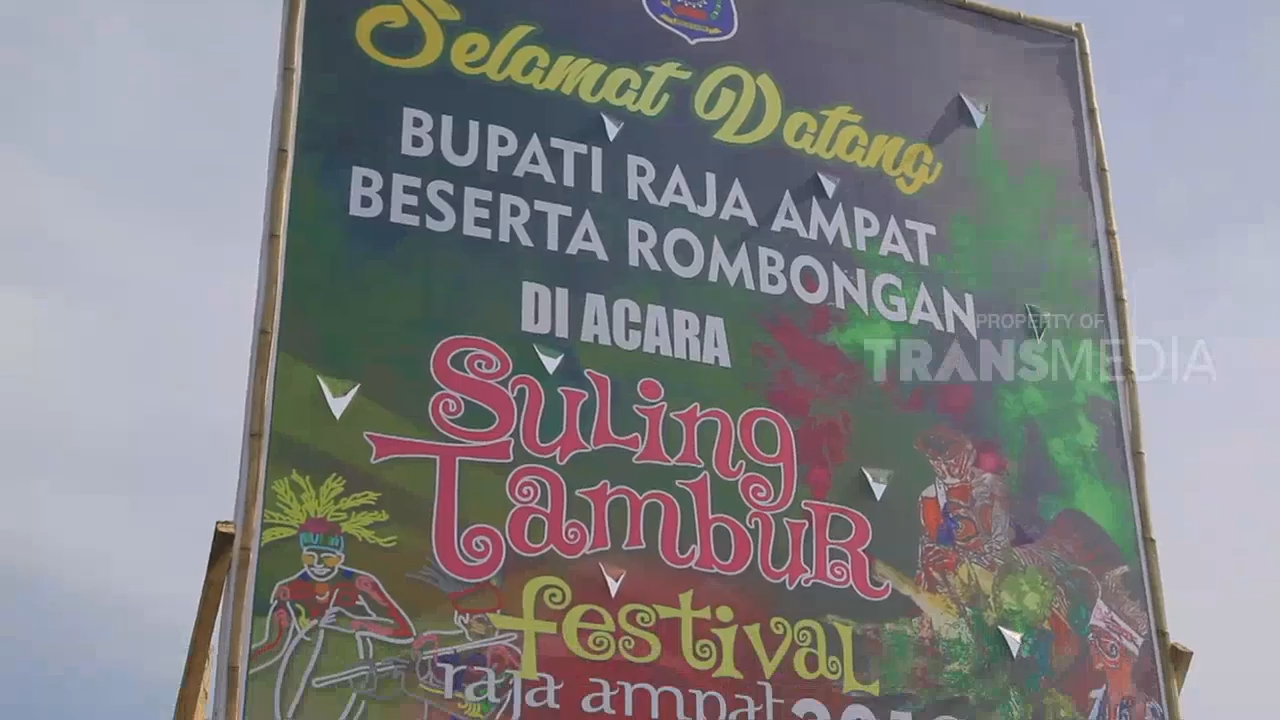 Selamat Datang
BUPATI RAJA AMPAT
BESERTA ROMBONGAN
DI ACARA
PROPERTY OF
TRANSMEDIA
Suling
Tambur
festival
raja ampat